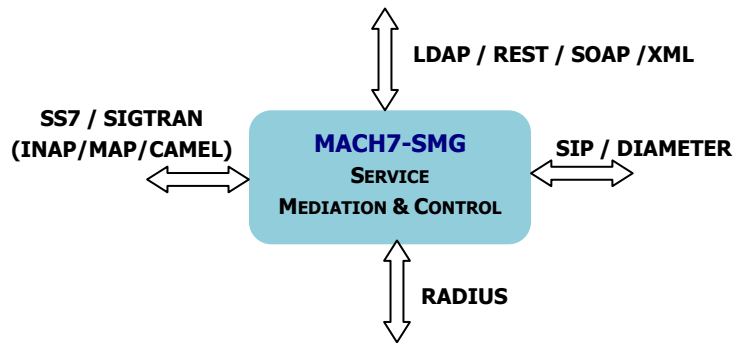 LDAP / REST / SOAP /XML
SS7 / SIGTRAN
(INAP/MAP/CAMEL)
MACH7-SMG
SERVICE
MEDIATION & CONTROL
SIP / DIAMETER
RADIUS